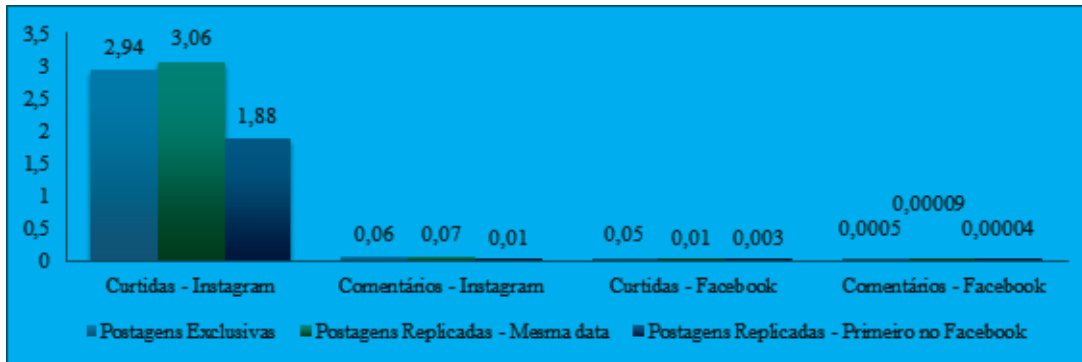 3,5
3
2,5
2
1,5
1
0,5
0
2,94
3,06
1,88
0,06
0,07
0,01
0,05
0,01
0,003
0,0005
0,00009
0,00004
Curtidas - Instagram
Comentários - Instagram
Curtidas - Facebook
Comentários - Facebook
Postagens Exclusivas
Postagens Replicadas - Mesma data
Postagens Replicadas - Primeiro no Facebook